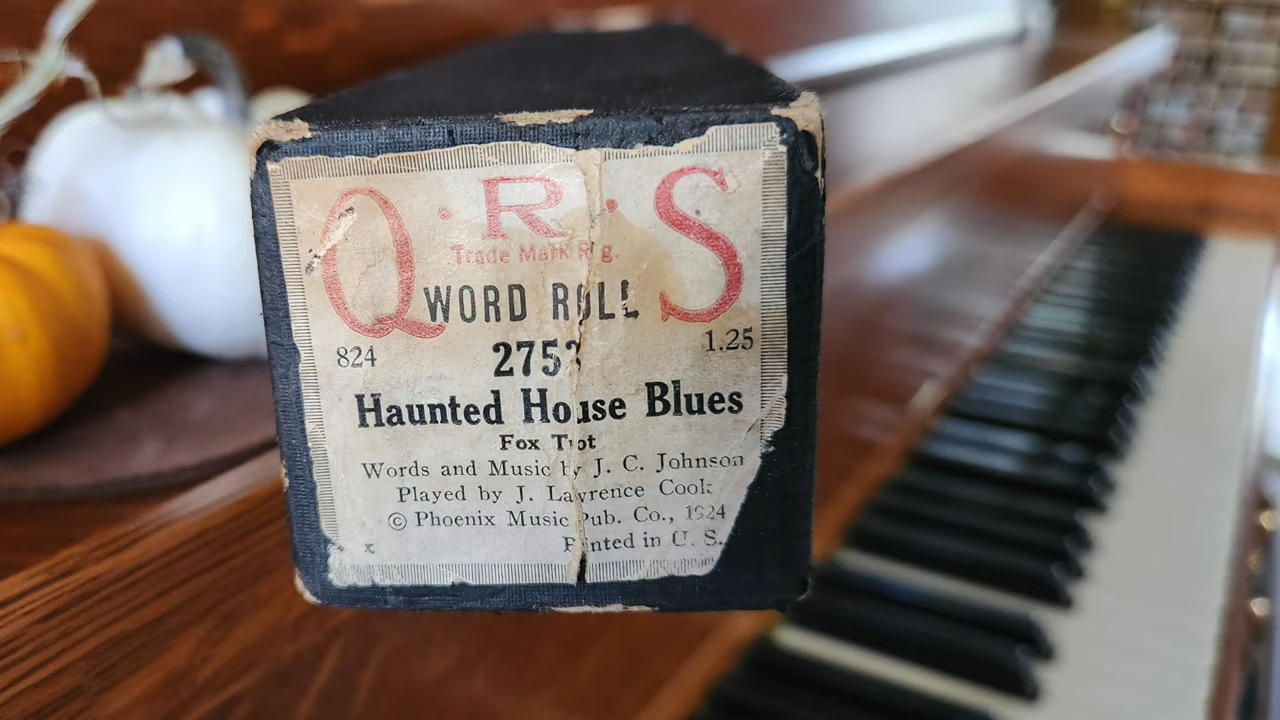 Q·R·S
Trade Mark Reg.
WORD ROLL
824 1.25
275
Haunted House Blues
Fox Trot
Words and Music by J. C. Johnson
Played by J. Lawrence Cook
© Phoenix Music Pub. Co., 1924
x Printed in U. S.